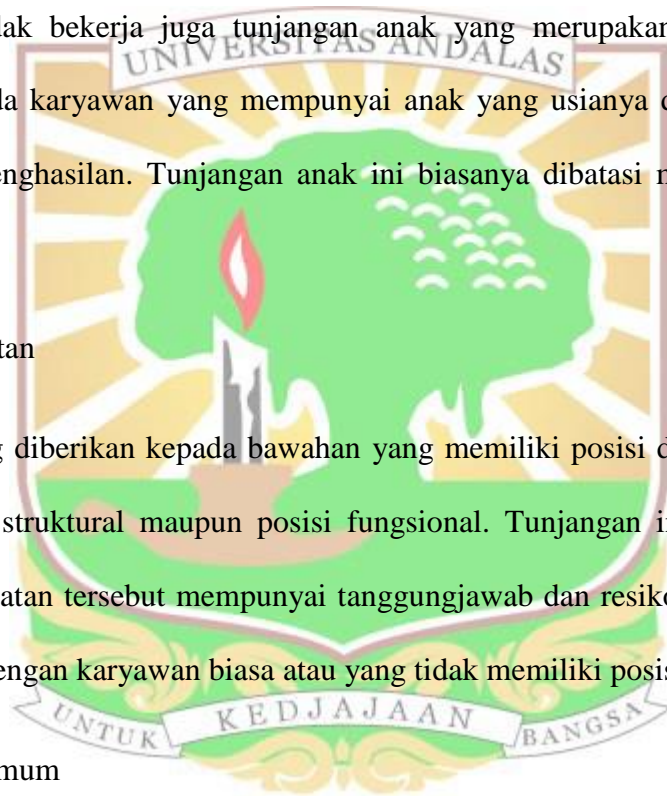 dak bekerja juga tunjangan anak yang merupakan
UNIVERSITAS ANDALAS
da karyawan yang mempunyai anak yang usianya
enghasilan. Tunjangan anak ini biasanya dibatasi
tan
g diberikan kepada bawahan yang memiliki posisi
struktural maupun posisi fungsional. Tunjangan
atan tersebut mempunyai tanggungjawab dan resiko
engan karyawan biasa atau yang tidak memiliki posis
UNTUK KEDJAJAAN BANGSA
mum